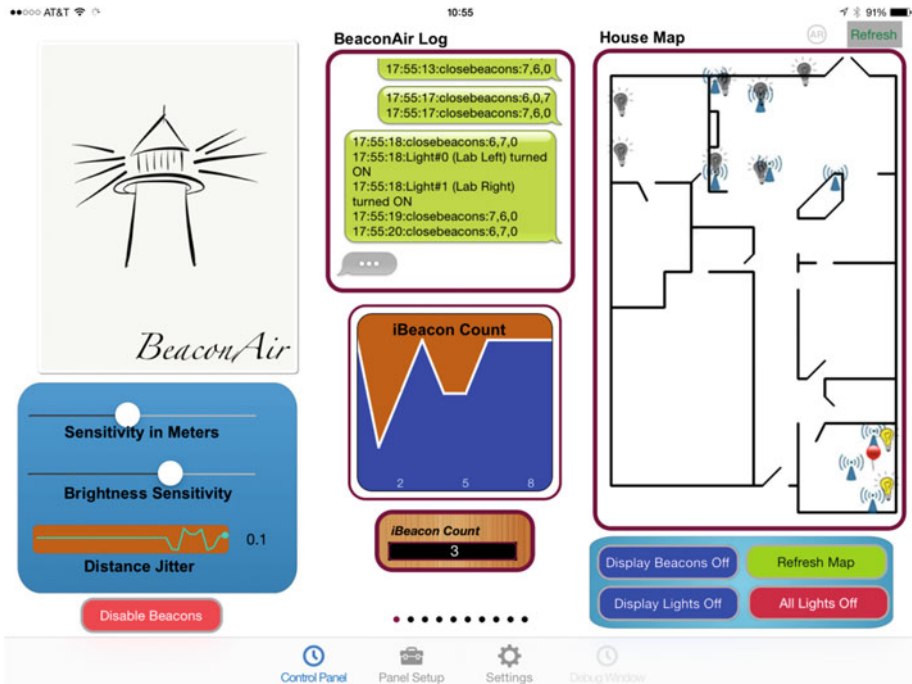 AT&T
10:55
91%
BeaconAir
Sensitivity in Meters
Brightness Sensitivity
0.1
Distance Jitter
Disable Beacons
BeaconAir Log
17:55:13:closebeacons:7,6,0
17:55:17:closebeacons:6,0,7
17:55:17:closebeacons:7,6,0
17:55:18:closebeacons:6,7,0
17:55:18:Light#0 (Lab Left) turned
ON
17:55:18:Light#1 (Lab Right)
turned ON
17:55:19:closebeacons:7,6,0
17:55:20:closebeacons:6,7,0
iBeacon Count
2 5 8
iBeacon Count
3
House Map
AR
Refresh
Display Beacons Off
Refresh Map
Display Lights Off
All Lights Off
Control Panel
Panel Setup
Settings
Debug Window